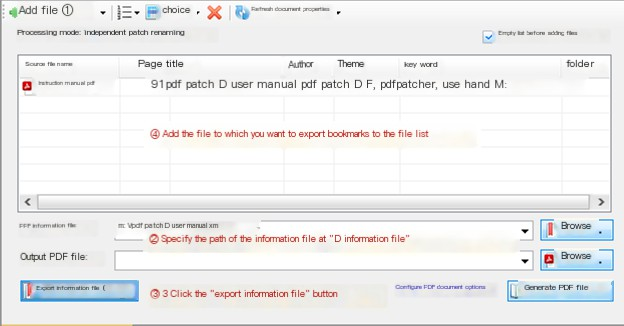 Add file ① choice Refresh document properties
Processing mode: Independent patch renaming
Empty list before adding files
Source file name Page title Author Theme key word folder
Instruction manual pdf 91pdf patch D user manual pdf patch D F, pdfpatcher, use hand M:
④ Add the file to which you want to export bookmarks to the file list
PPF information file: m: Vpdf patch D user manual xm Browse
② Specify the path of the information file at "D information file"
Output PDF file: Browse
Export information file ( ③ 3 Click the "export information file" button Configure PDF document options Generate PDF file